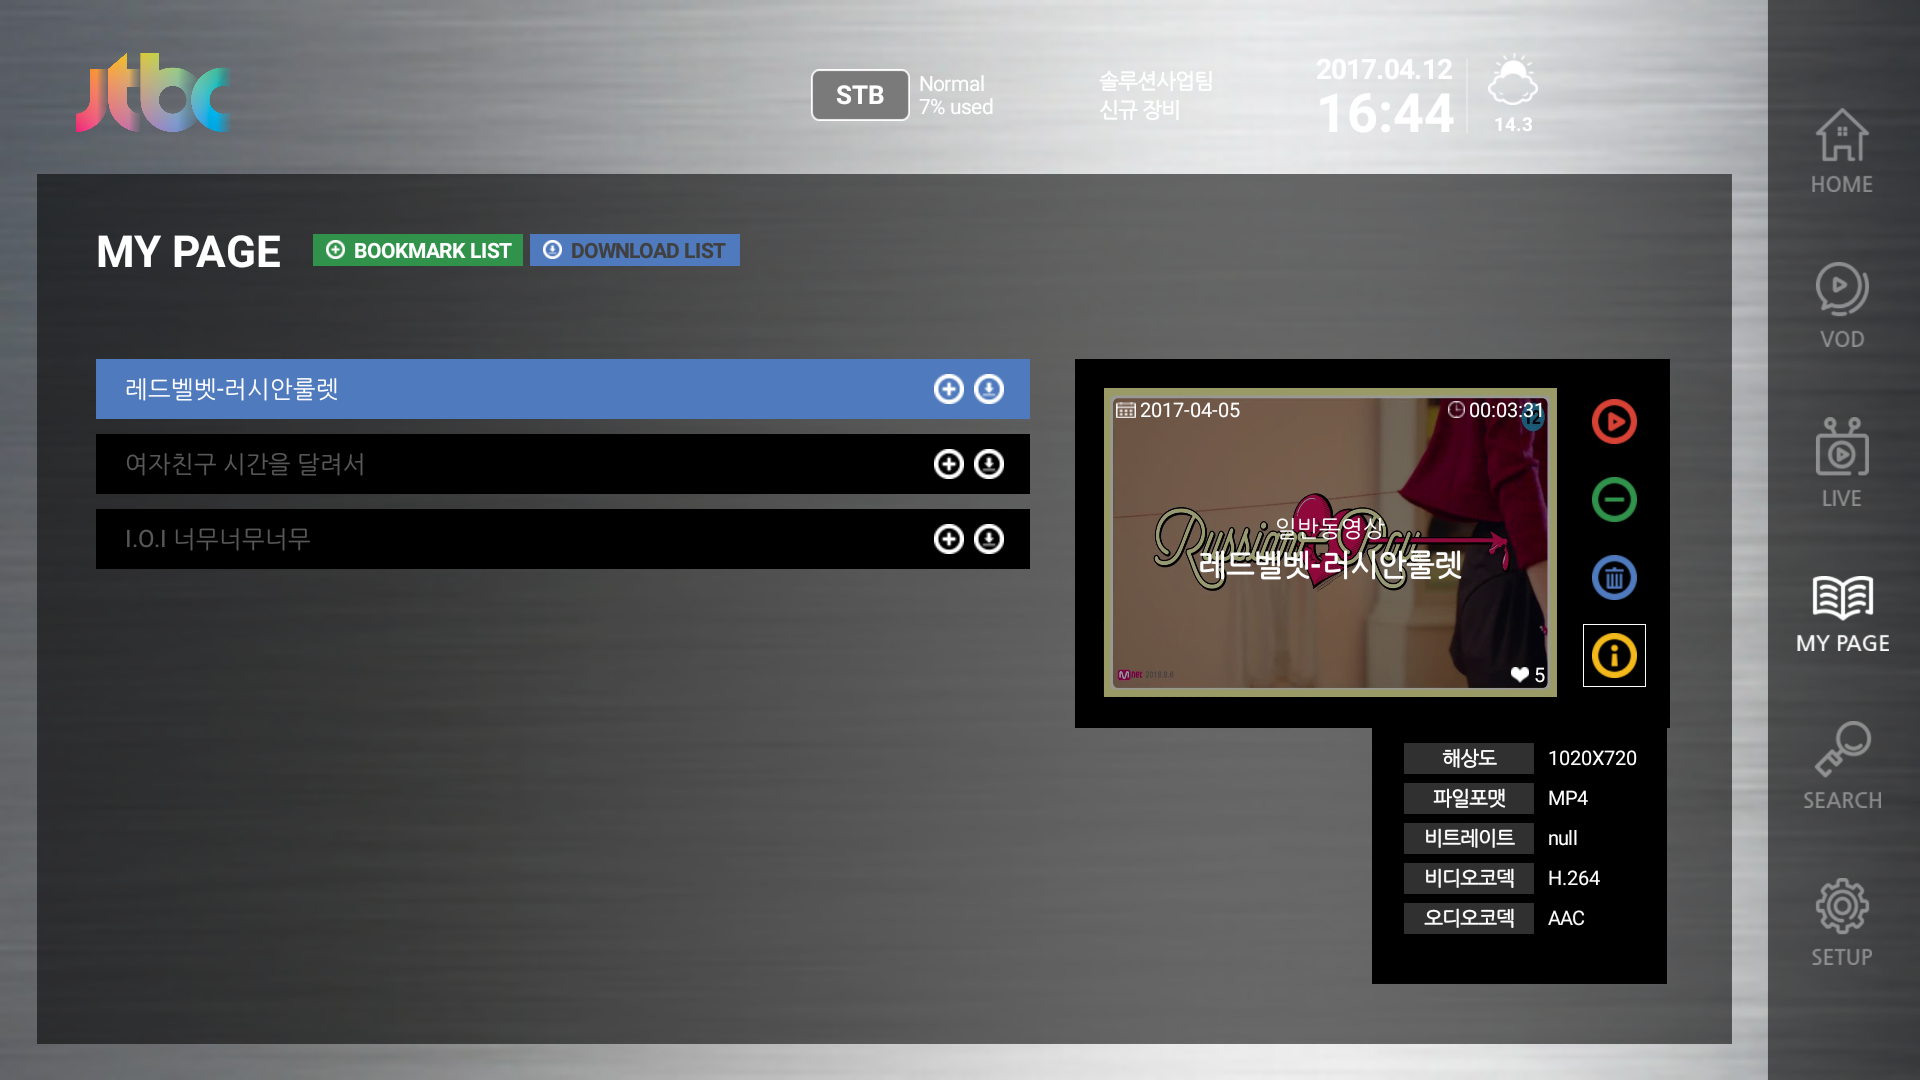 jtbc
STB
Normal
7% used
솔루션사업팀
신규 장비
2017.04.12
16:44
14.3
HOME
VOD
LIVE
MY PAGE
SEARCH
SETUP
MY PAGE
BOOKMARK LIST
DOWNLOAD LIST
레드벨벳-러시안룰렛
여자친구 시간을 달려서
I.O.I 너무너무너무
2017-04-05
00:03:31
12
Russian Rou
일반동영상
레드벨벳-러시안룰렛
5
해상도 1020X720
파일포맷 MP4
비트레이트 null
비디오코덱 H.264
오디오코덱 AAC